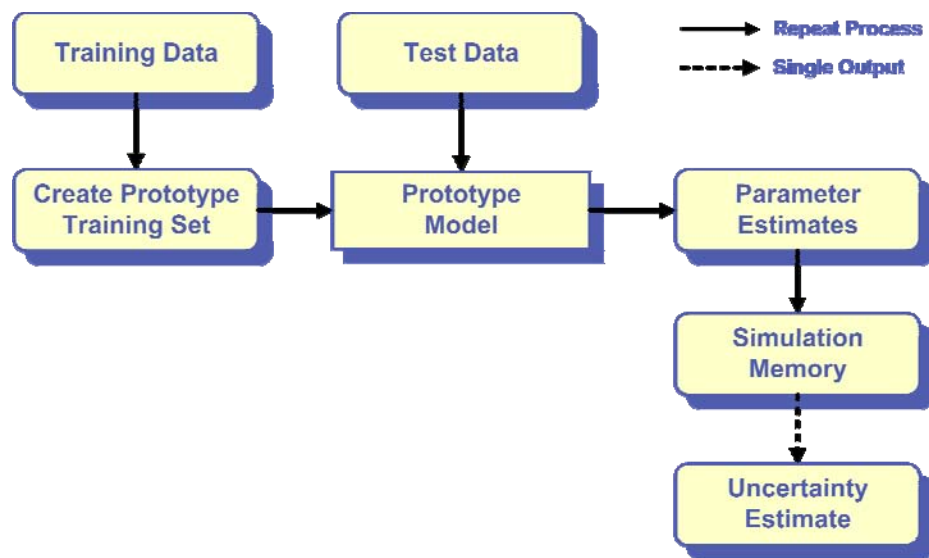 Training Data
Test Data
Repeat Process
Single Output
Create Prototype
Training Set
Prototype
Model
Parameter
Estimates
Simulation
Memory
Uncertainty
Estimate